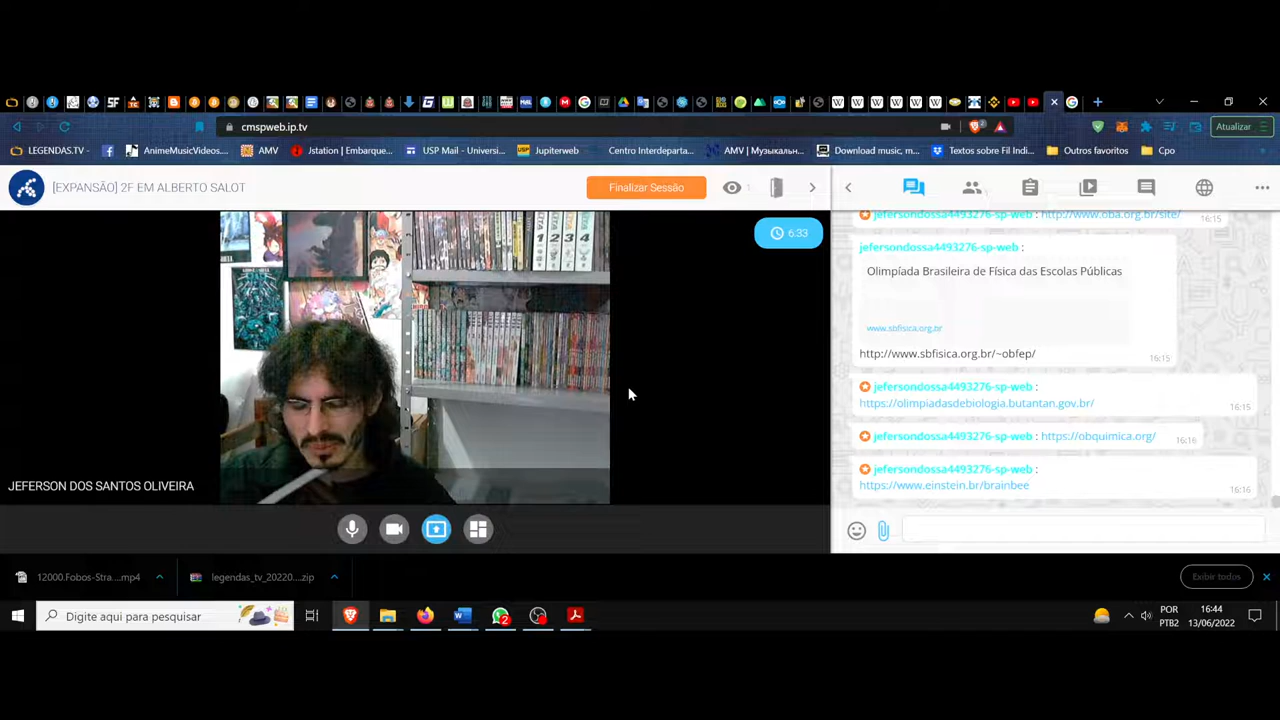 cmspweb.ip.tv
Atualizar
LEGENDAS.TV -
AnimeMusicVideos...
AMV
Jstation | Embarque...
USP Mail - Universi...
Jupiterweb
Centro Interdeparta...
AMV | Музыкальн...
Download music, m...
Textos sobre Fil Indi...
Outros favoritos
Cpo
[EXPANSÃO] 2F EM ALBERTO SALOT
Finalizar Sessão
1
6:33
JEFERSON DOS SANTOS OLIVEIRA
jefersondossa4493276-sp-web : http://www.oba.org.br/site/
16:15
jefersondossa4493276-sp-web :
Olimpíada Brasileira de Física das Escolas Públicas
www.sbfisica.org.br
http://www.sbfisica.org.br/~obfep/
16:15
jefersondossa4493276-sp-web :
https://olimpiadasdebiologia.butantan.gov.br/
16:15
jefersondossa4493276-sp-web : https://obquimica.org/
16:16
jefersondossa4493276-sp-web :
https://www.einstein.br/brainbee
16:16
12000.Fobos-Stra....mp4
legendas_tv_20220....zip
Exibir todos
Digite aqui para pesquisar
POR
PTB2
16:44
13/06/2022